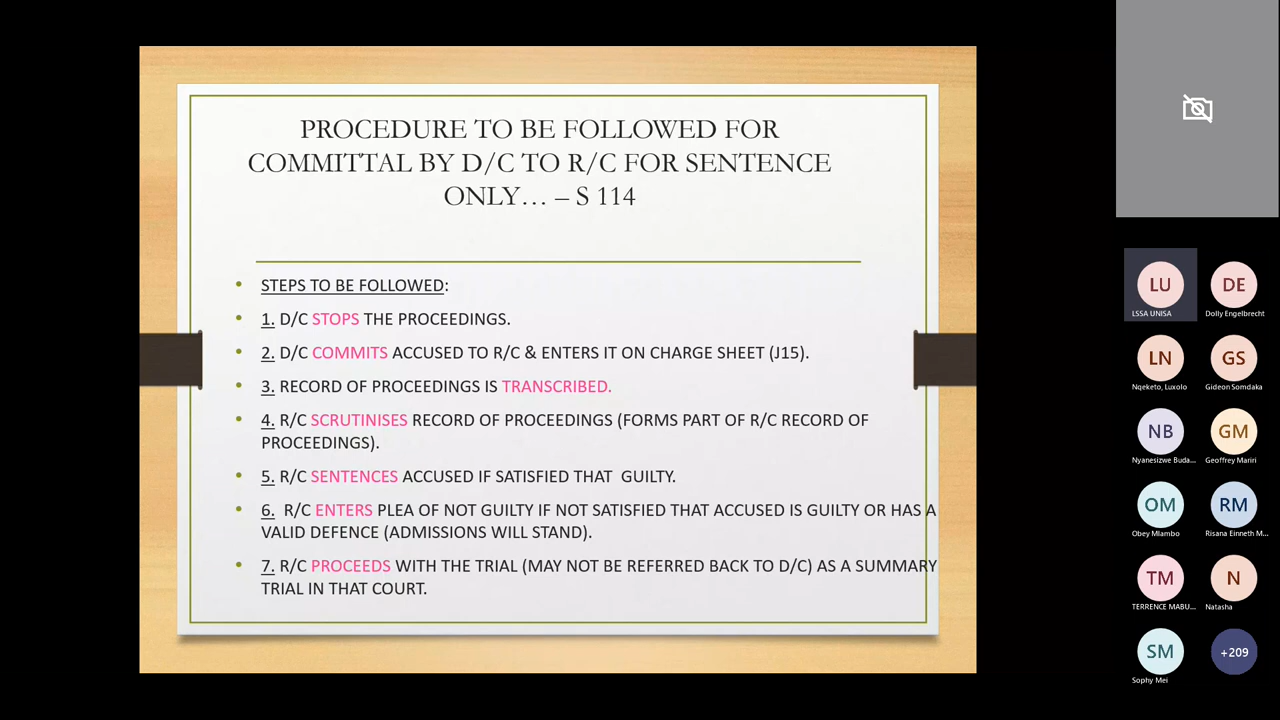 PROCEDURE TO BE FOLLOWED FOR
COMMITTAL BY D/C TO R/C FOR SENTENCE
ONLY… – S 114
STEPS TO BE FOLLOWED:
1. D/C STOPS THE PROCEEDINGS.
2. D/C COMMITS ACCUSED TO R/C & ENTERS IT ON CHARGE SHEET (J15).
3. RECORD OF PROCEEDINGS IS TRANSCRIBED.
4. R/C SCRUTINISES RECORD OF PROCEEDINGS (FORMS PART OF R/C RECORD OF
PROCEEDINGS).
5. R/C SENTENCES ACCUSED IF SATISFIED THAT GUILTY.
6. R/C ENTERS PLEA OF NOT GUILTY IF NOT SATISFIED THAT ACCUSED IS GUILTY OR HAS A
VALID DEFENCE (ADMISSIONS WILL STAND).
7. R/C PROCEEDS WITH THE TRIAL (MAY NOT BE REFERRED BACK TO D/C) AS A SUMMARY
TRIAL IN THAT COURT.
LU
LSSA UNISA
DE
Dolly Engelbrecht
LN
Nqeketo, Luxolo
GS
Gideon Somdaka
NB
Nyanesizwe Buda...
GM
Geoffrey Mariri
OM
Obey Mlambo
RM
Risana Einneth M...
TM
TERRENCE MABU...
N
Natasha
SM
Sophy Mei
+209